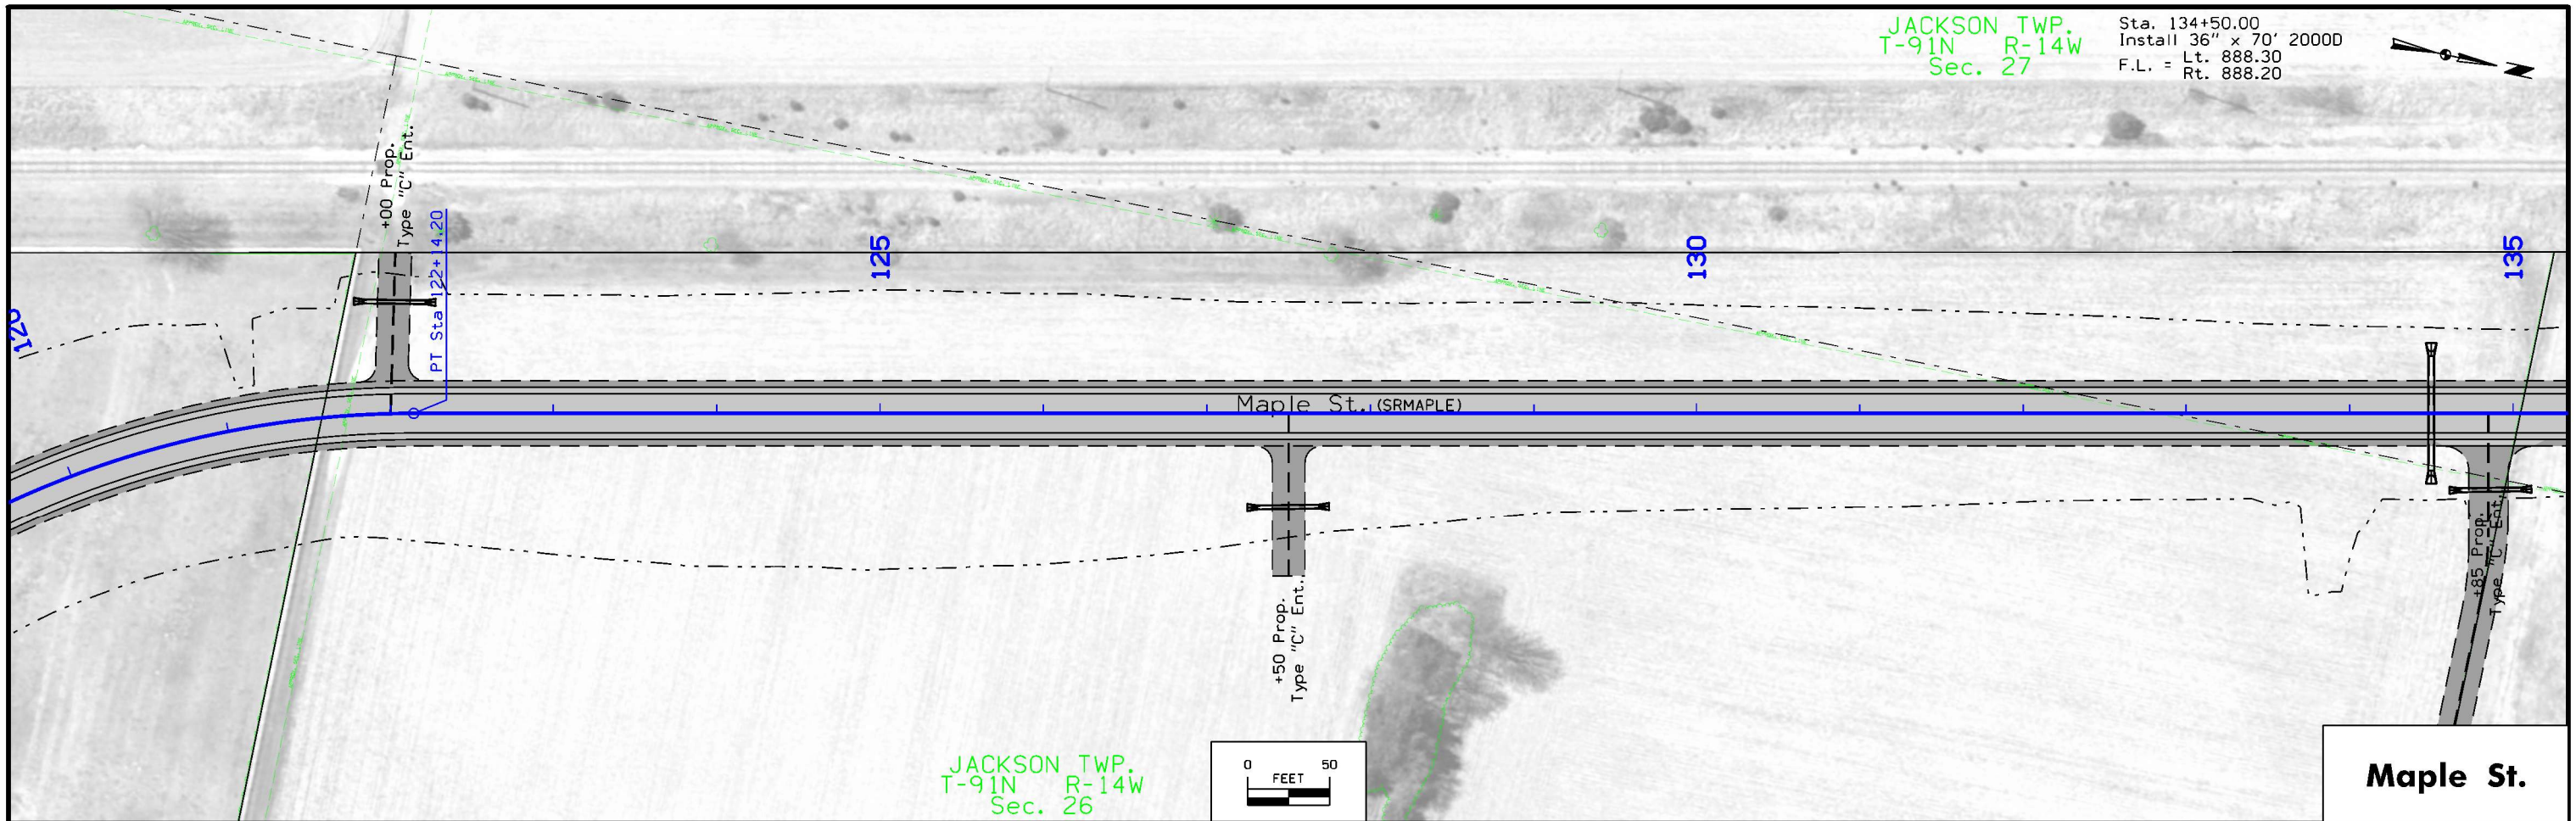 JACKSON TWP.
T-91N R-14W
Sec. 27
Sta. 134+50.00
Install 36" x 70' 2000D
F.L. = Lt. 888.30
Rt. 888.20
N
+00 Prop.
Type "C" Ent.
PT Sta 122+14.20
120
125
130
135
Maple St. (SRMAPLE)
+50 Prop.
Type "C" Ent.
+85 Prop.
Type "C" Ent.
JACKSON TWP.
T-91N R-14W
Sec. 26
0 50
FEET
Maple St.